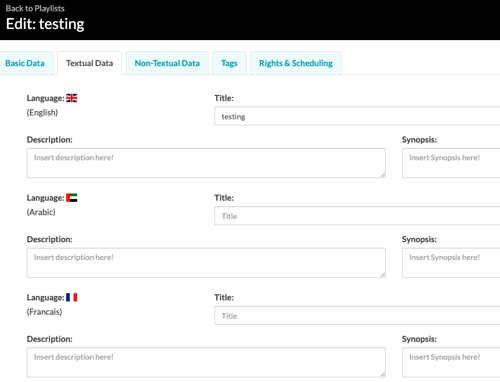 Back to Playlists
Edit: testing
Basic Data Textual Data Non-Textual Data Tags Rights & Scheduling
Language: Title:
(English) testing
Description: Synopsis:
Insert description here! Insert Synopsis here!
Language: Title:
(Arabic) Title
Description: Synopsis:
Insert description here! Insert Synopsis here!
Language: Title:
(Francais) Title
Description: Synopsis:
Insert description here! Insert Synopsis here!